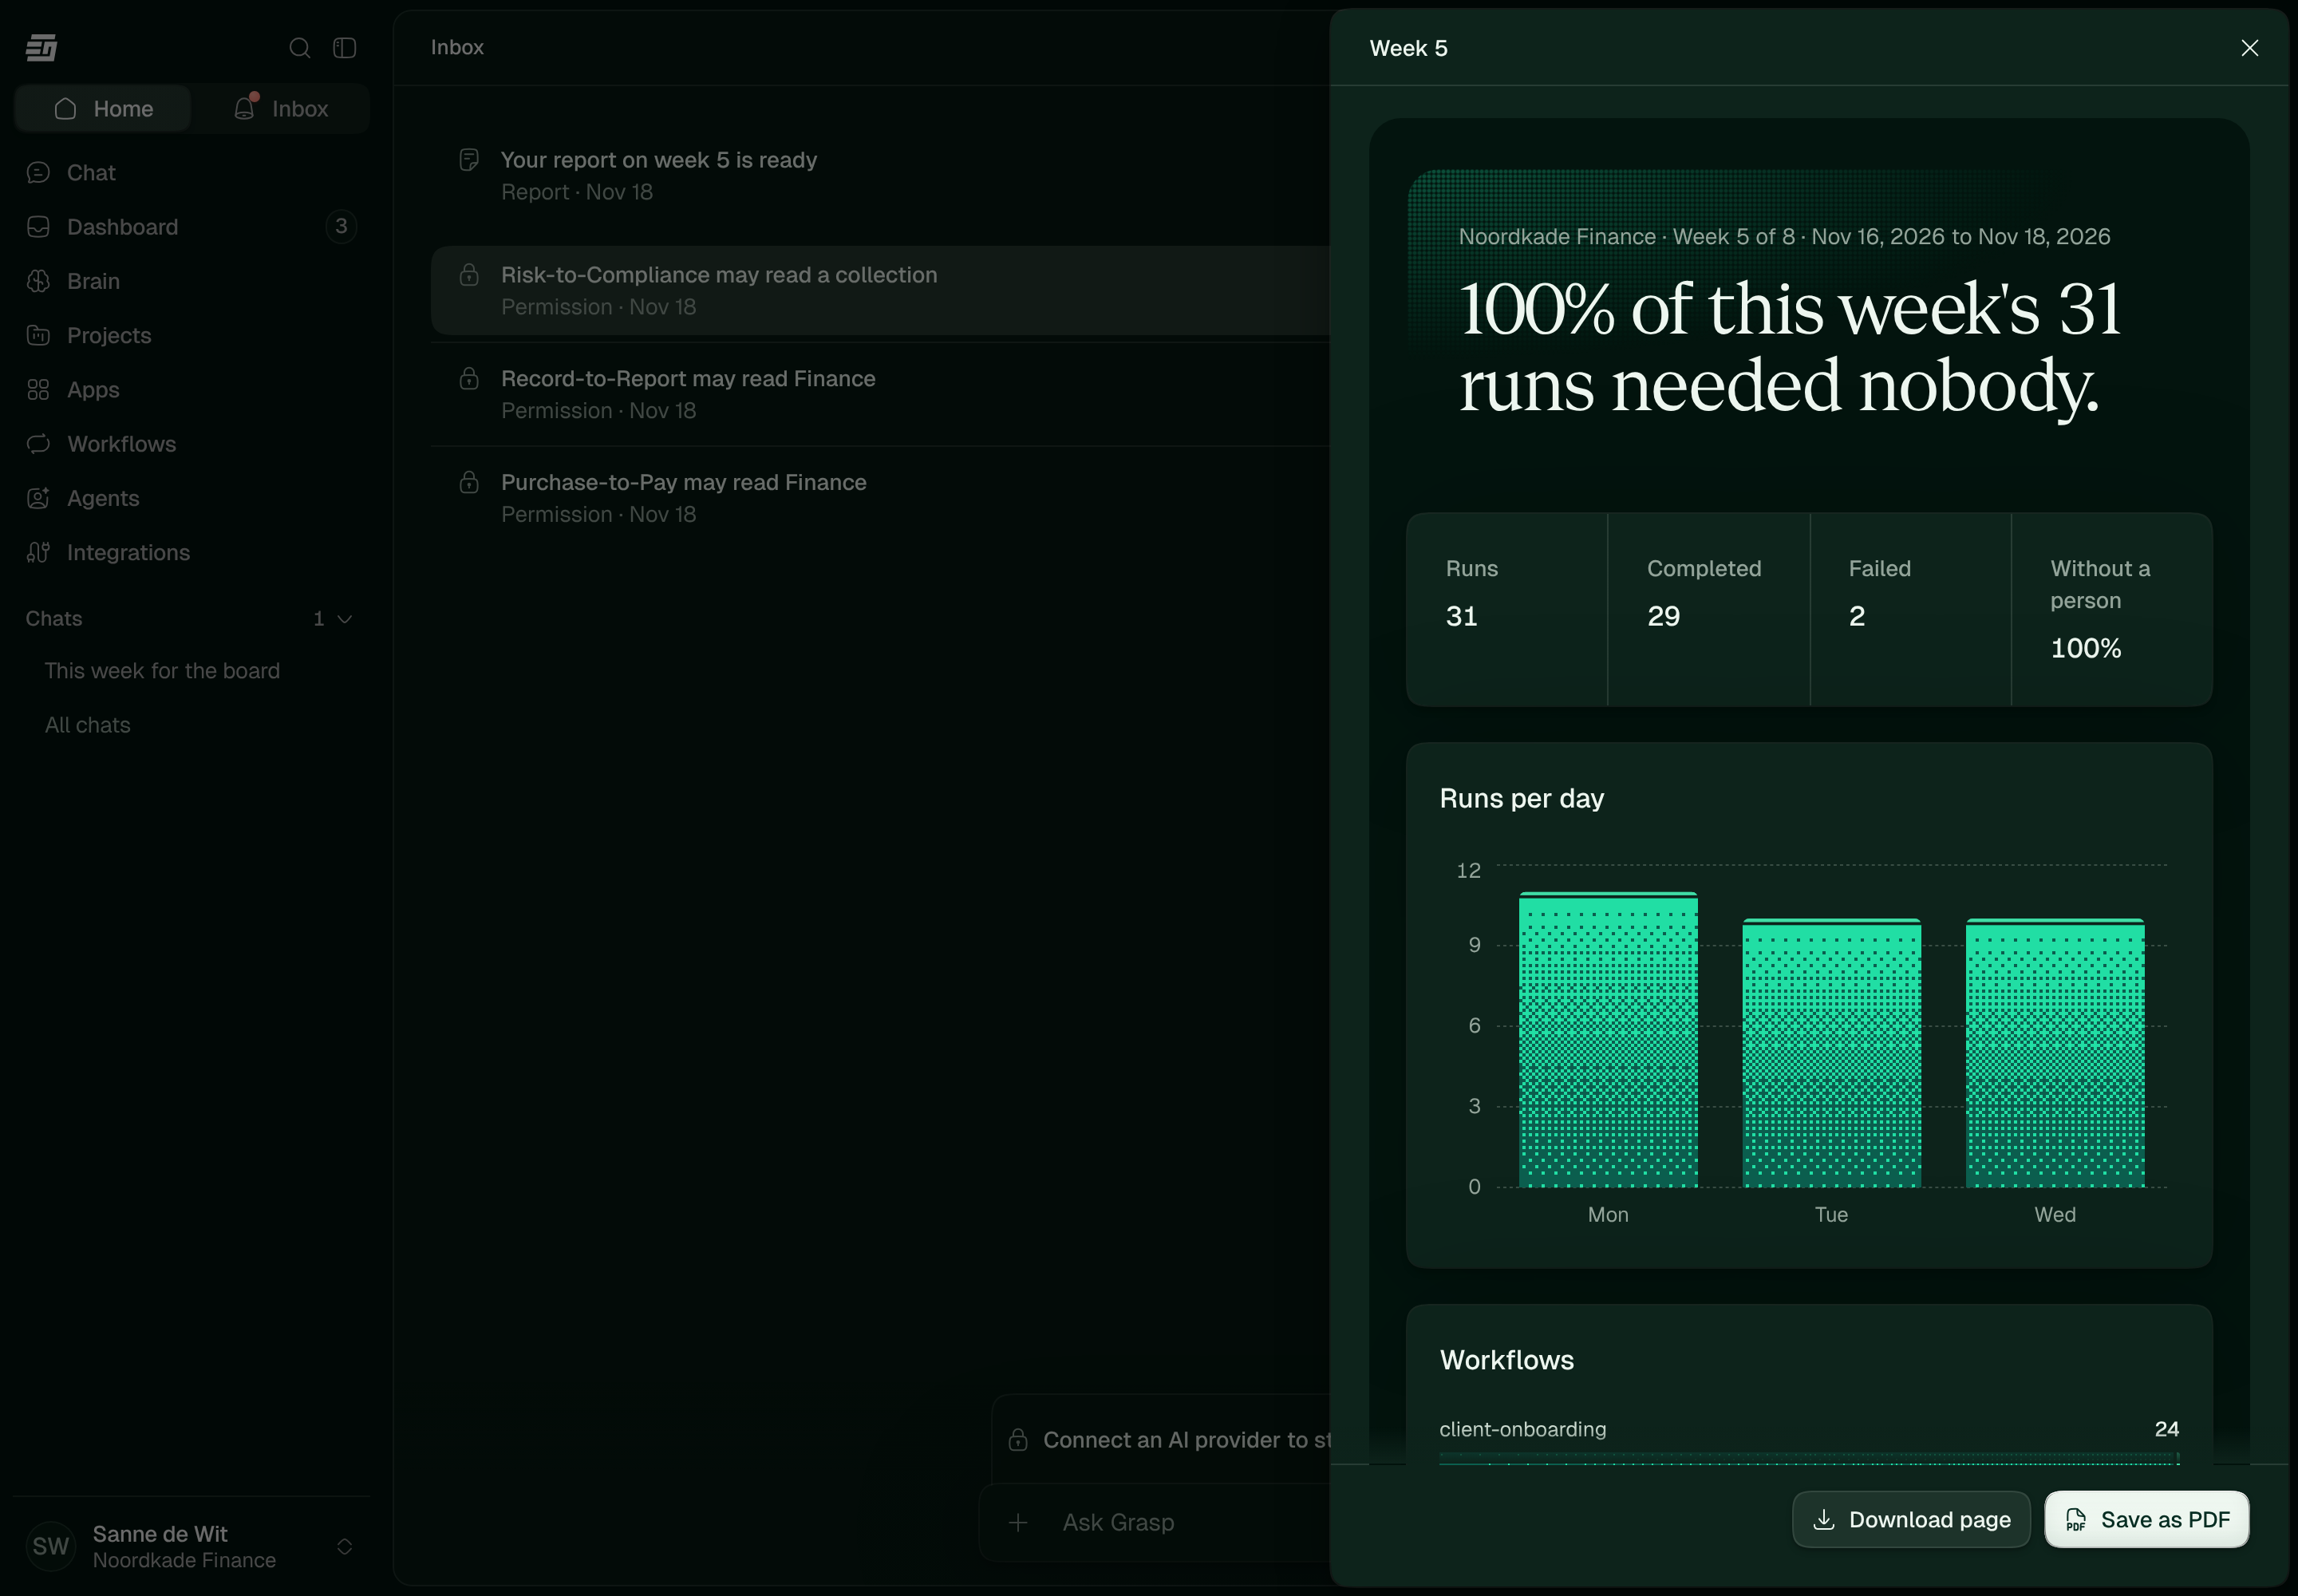 Home
Inbox
Chat
Dashboard
3
Brain
Projects
Apps
Workflows
Agents
Integrations
Chats
1
This week for the board
All chats
SW
Sanne de Wit
Noordkade Finance
Inbox
Your report on week 5 is ready
Report · Nov 18
Risk-to-Compliance may read a collection
Permission · Nov 18
Record-to-Report may read Finance
Permission · Nov 18
Purchase-to-Pay may read Finance
Permission · Nov 18
Connect an AI provider to st
Ask Grasp
Week 5
Noordkade Finance · Week 5 of 8 · Nov 16, 2026 to Nov 18, 2026
100% of this week's 31
runs needed nobody.
Runs
31
Completed
29
Failed
2
Without a
person
100%
Runs per day
12
9
6
3
0
Mon
Tue
Wed
Workflows
client-onboarding
24
Download page
PDF
Save as PDF